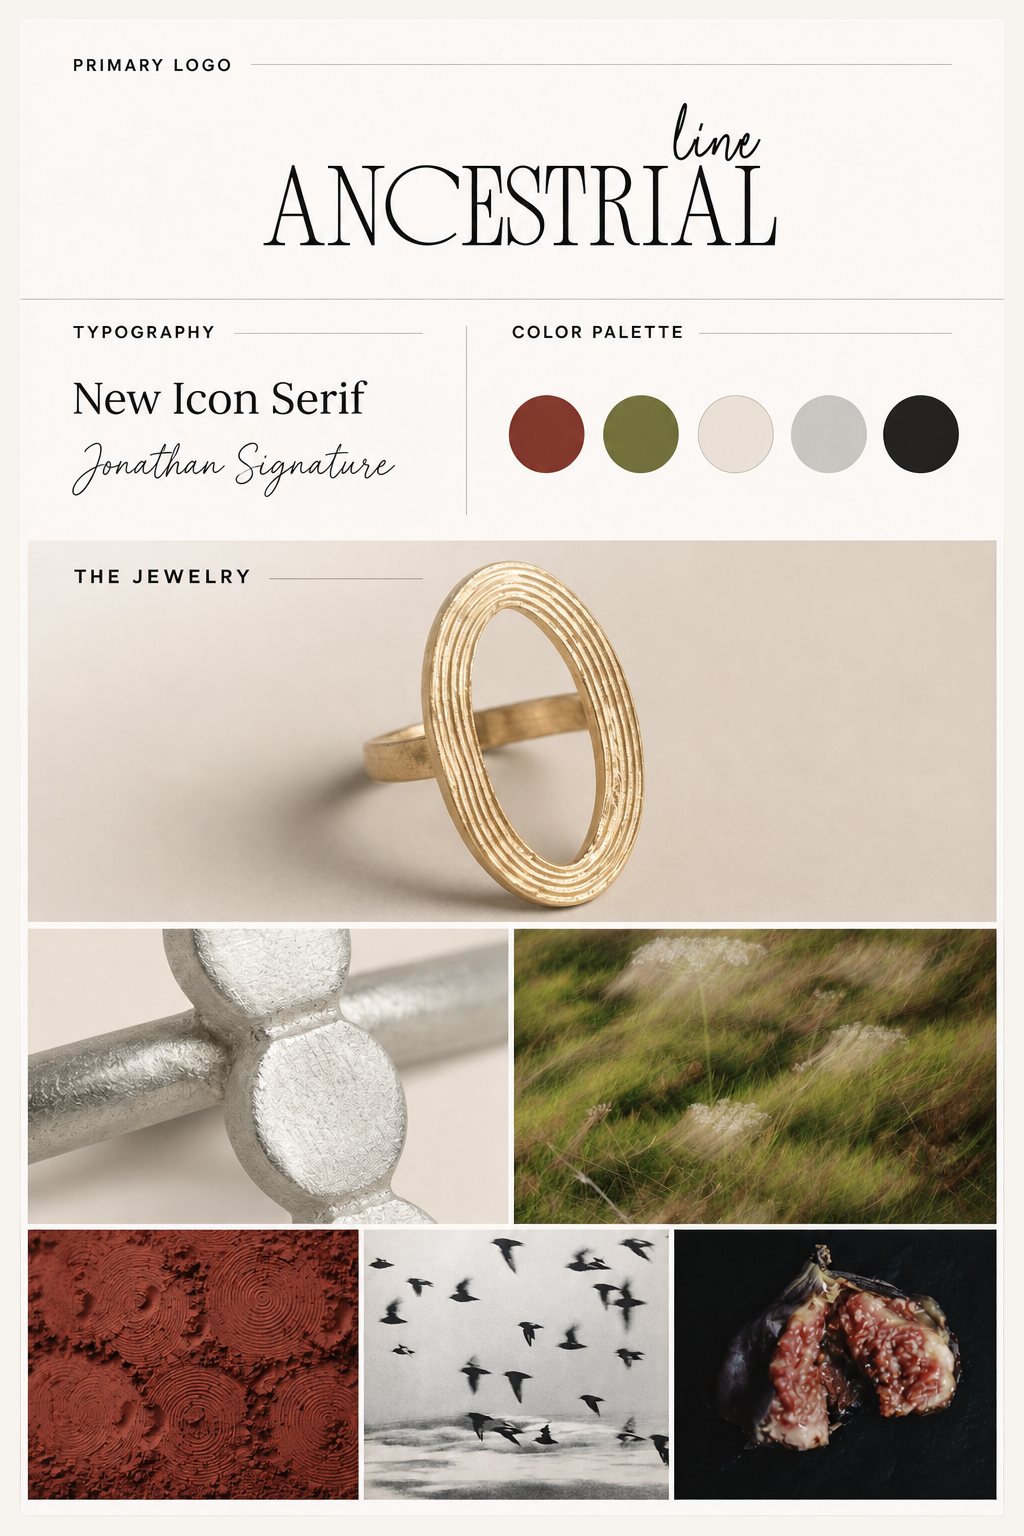 PRIMARY LOGO
line
ANCESTRIAL
TYPOGRAPHY
New Icon Serif
Jonathan Signature
COLOR PALETTE
THE JEWELRY